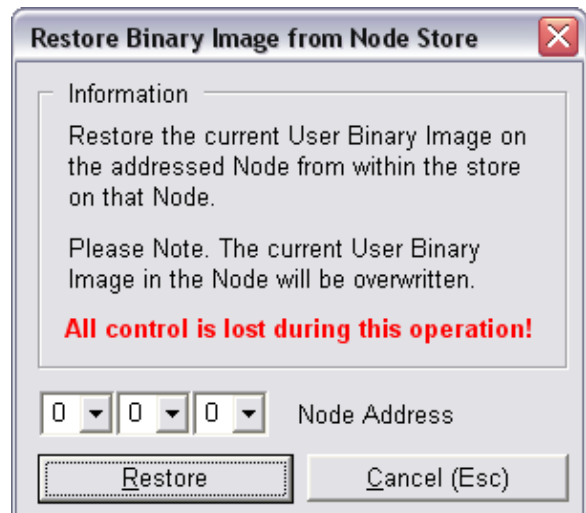 Restore Binary Image from Node Store
Information
Restore the current User Binary Image on
the addressed Node from within the store
on that Node.
Please Note. The current User Binary
Image in the Node will be overwritten.
All control is lost during this operation!
0 0 0 Node Address
Restore Cancel (Esc)